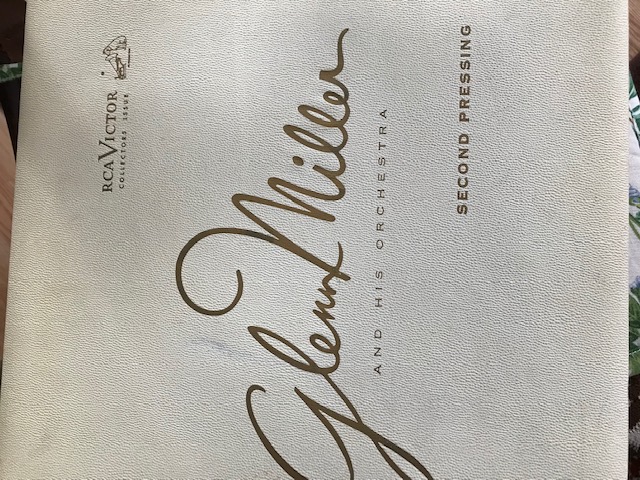 RCA VICTOR
COLLECTORS ISSUE
Glenn Miller
AND HIS ORCHESTRA
SECOND PRESSING